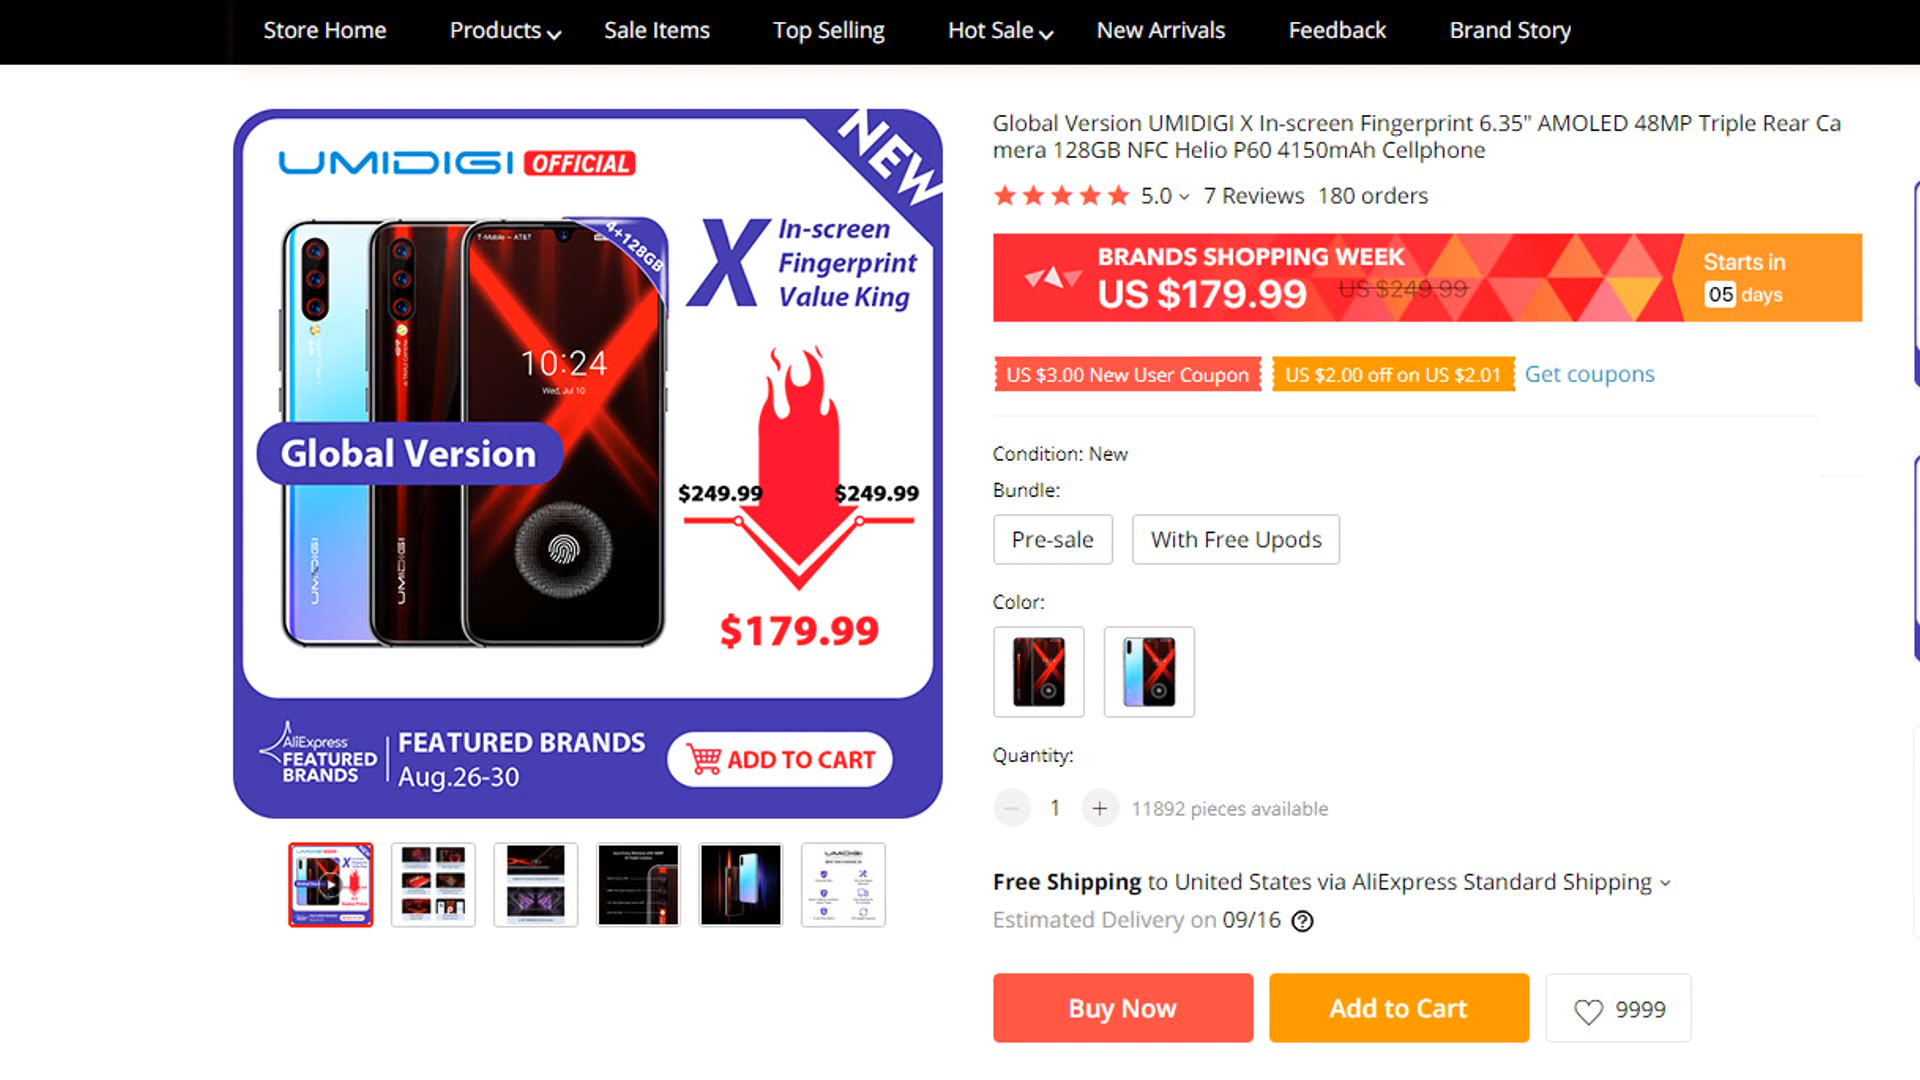 Store Home
Products
Sale Items
Top Selling
Hot Sale
New Arrivals
Feedback
Brand Story
UMIDIGI OFFICIAL
NEW
4+128GB
X
In-screen
Fingerprint
Value King
T-Mobile — AT&T
10:24
Wed, Jul 10
Global Version
UMIDIGI
UMIDIGI
$249.99
$249.99
$179.99
AliExpress
FEATURED
BRANDS
FEATURED BRANDS
Aug.26-30
ADD TO CART
Global Version UMIDIGI X In-screen Fingerprint 6.35" AMOLED 48MP Triple Rear Ca
mera 128GB NFC Helio P60 4150mAh Cellphone
5.0 7 Reviews 180 orders
BRANDS SHOPPING WEEK
US $179.99 US $249.99
Starts in
05 days
US $3.00 New User Coupon
US $2.00 off on US $2.01
Get coupons
Condition: New
Bundle:
Pre-sale
With Free Upods
Color:
Quantity:
− 1 + 11892 pieces available
Free Shipping to United States via AliExpress Standard Shipping
Estimated Delivery on 09/16 ?
Buy Now
Add to Cart
9999